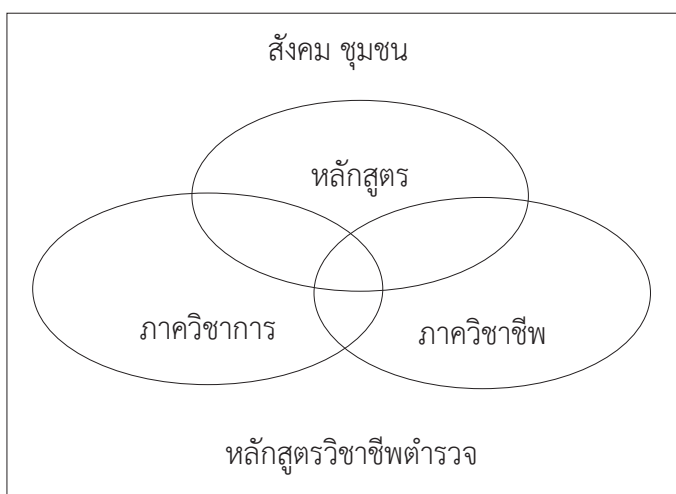 สังคม ชุมชน
หลักสูตร
ภาควิชาการ
ภาควิชาชีพ
หลักสูตรวิชาชีพตำรวจ